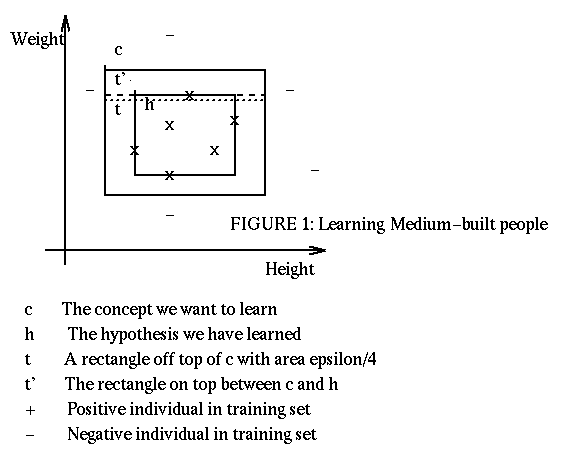 Weight
–
c
t’
–
–
t
h
x
x
x
x
x
x
–
–
FIGURE 1: Learning Medium–built people
Height
c The concept we want to learn
h The hypothesis we have learned
t A rectangle off top of c with area epsilon/4
t’ The rectangle on top between c and h
+ Positive individual in training set
– Negative individual in training set